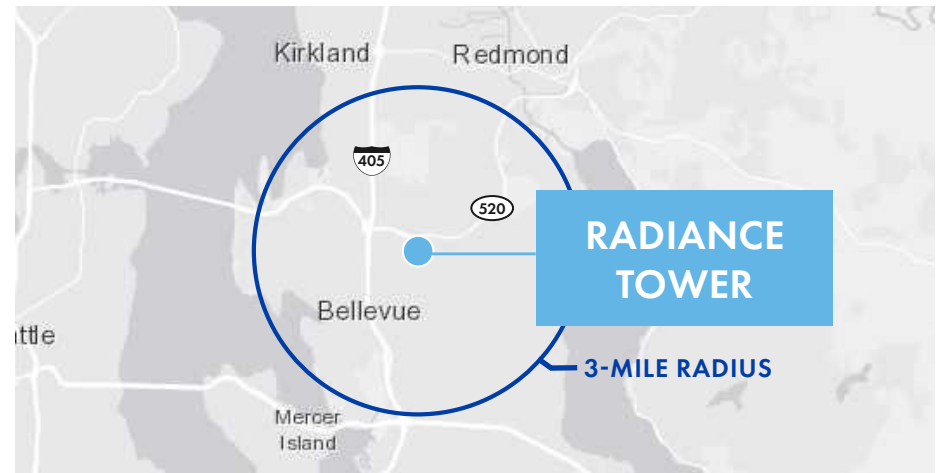 Kirkland
Redmond
405
520
RADIANCE
TOWER
Bellevue
ttle
3-MILE RADIUS
Mercer
Island